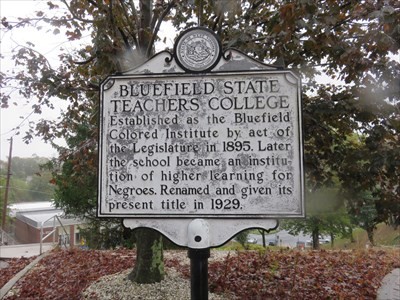 BLUEFIELD STATE
TEACHERS COLLEGE
Established as the Bluefield
Colored Institute by act of
the Legislature in 1895. Later
the school became an institu-
tion of higher learning for
Negroes. Renamed and given its
present title in 1929.